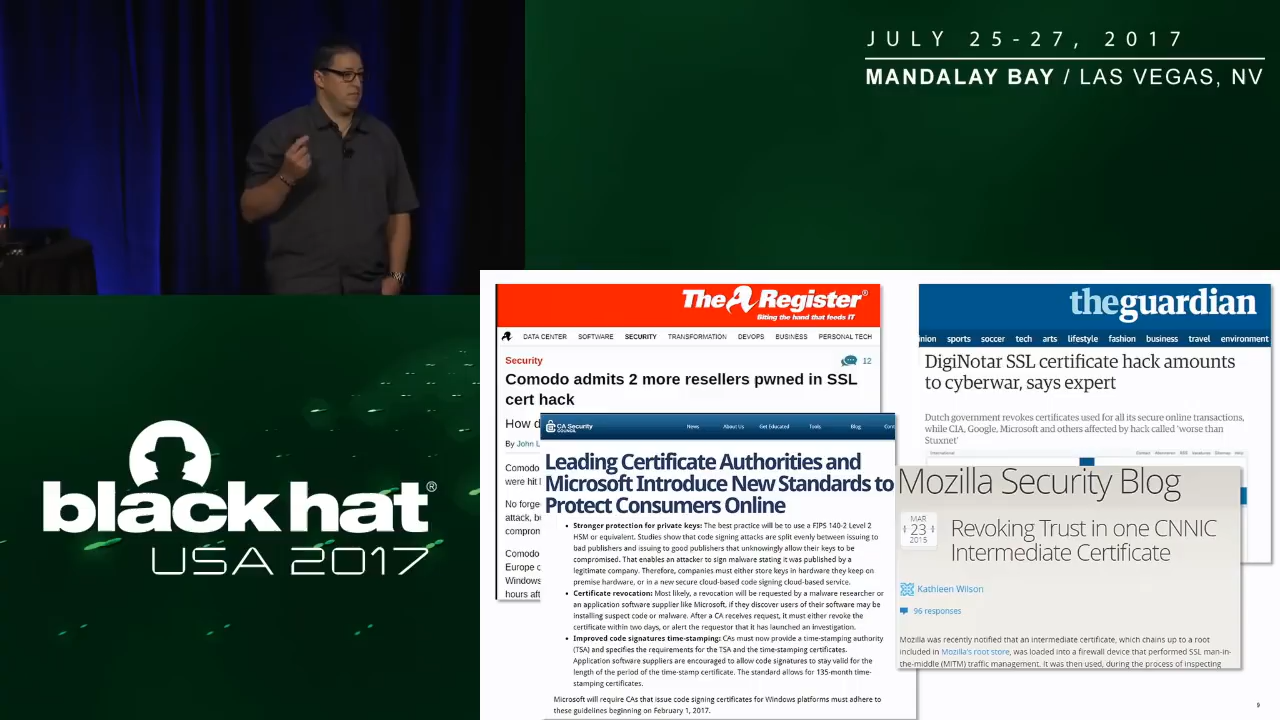 JULY 25-27, 2017
MANDALAY BAY / LAS VEGAS, NV
black hat®
USA 2017
The Register®
Biting the hand that feeds IT
DATA CENTER SOFTWARE SECURITY TRANSFORMATION DEVOPS BUSINESS PERSONAL TECH
Security
12
Comodo admits 2 more resellers pwned in SSL
cert hack
How d
By John L
Comodo
were hit
No forge
attack, bu
compron
Comodo
Europe o
Windows
hours afte
CA Security
COUNCIL
News About Us Get Educated Tools Blog Cont
Leading Certificate Authorities and
Microsoft Introduce New Standards to
Protect Consumers Online
• Stronger protection for private keys: The best practice will be to use a FIPS 140-2 Level 2
HSM or equivalent. Studies show that code signing attacks are split evenly between issuing to
bad publishers and issuing to good publishers that unknowingly allow their keys to be
compromised. That enables an attacker to sign malware stating it was published by a
legitimate company. Therefore, companies must either store keys in hardware they keep on
premise hardware, or in a new secure cloud-based code signing cloud-based service.
• Certificate revocation: Most likely, a revocation will be requested by a malware researcher or
an application software supplier like Microsoft, if they discover users of their software may be
installing suspect code or malware. After a CA receives request, it must either revoke the
certificate within two days, or alert the requestor that it has launched an investigation.
• Improved code signatures time-stamping: CAs must now provide a time-stamping authority
(TSA) and specifies the requirements for the TSA and the time-stamping certificates.
Application software suppliers are encouraged to allow code signatures to stay valid for the
length of the period of the time-stamp certificate. The standard allows for 135-month time-
stamping certificates.
Microsoft will require CAs that issue code signing certificates for Windows platforms must adhere to
these guidelines beginning on February 1, 2017.
theguardian
inion sports soccer tech arts lifestyle fashion business travel environment
DigiNotar SSL certificate hack amounts
to cyberwar, says expert
Dutch government revokes certificates used for all its secure online transactions,
while CIA, Google, Microsoft and others affected by hack called 'worse than
Stuxnet'
International
Mozilla Security Blog
MAR
23
2015
Revoking Trust in one CNNIC
Intermediate Certificate
Kathleen Wilson
96 responses
Mozilla was recently notified that an intermediate certificate, which chains up to a root
included in Mozilla's root store, was loaded into a firewall device that performed SSL man-in-
the-middle (MITM) traffic management. It was then used, during the process of inspecting
9